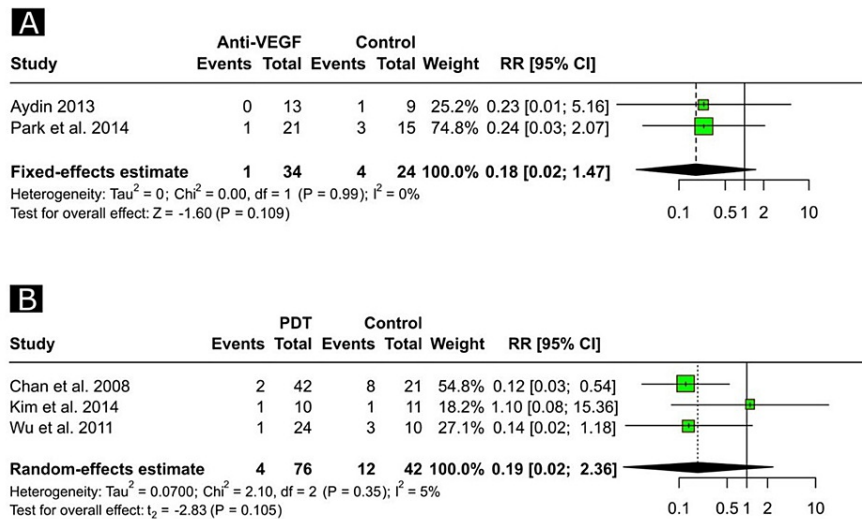 A
Anti-VEGF Control
Study Events Total Events Total Weight RR [95% CI]
Aydin 2013 0 13 1 9 25.2% 0.23 [0.01; 5.16]
Park et al. 2014 1 21 3 15 74.8% 0.24 [0.03; 2.07]
Fixed-effects estimate 1 34 4 24 100.0% 0.18 [0.02; 1.47]
Heterogeneity: Tau² = 0; Chi² = 0.00, df = 1 (P = 0.99); I² = 0%
Test for overall effect: Z = -1.60 (P = 0.109)
0.1 0.5 1 2 10
B
PDT Control
Study Events Total Events Total Weight RR [95% CI]
Chan et al. 2008 2 42 8 21 54.8% 0.12 [0.03; 0.54]
Kim et al. 2014 1 10 1 11 18.2% 1.10 [0.08; 15.36]
Wu et al. 2011 1 24 3 10 27.1% 0.14 [0.02; 1.18]
Random-effects estimate 4 76 12 42 100.0% 0.19 [0.02; 2.36]
Heterogeneity: Tau² = 0.0700; Chi² = 2.10, df = 2 (P = 0.35); I² = 5%
Test for overall effect: t₂ = -2.83 (P = 0.105)
0.1 0.5 1 2 10